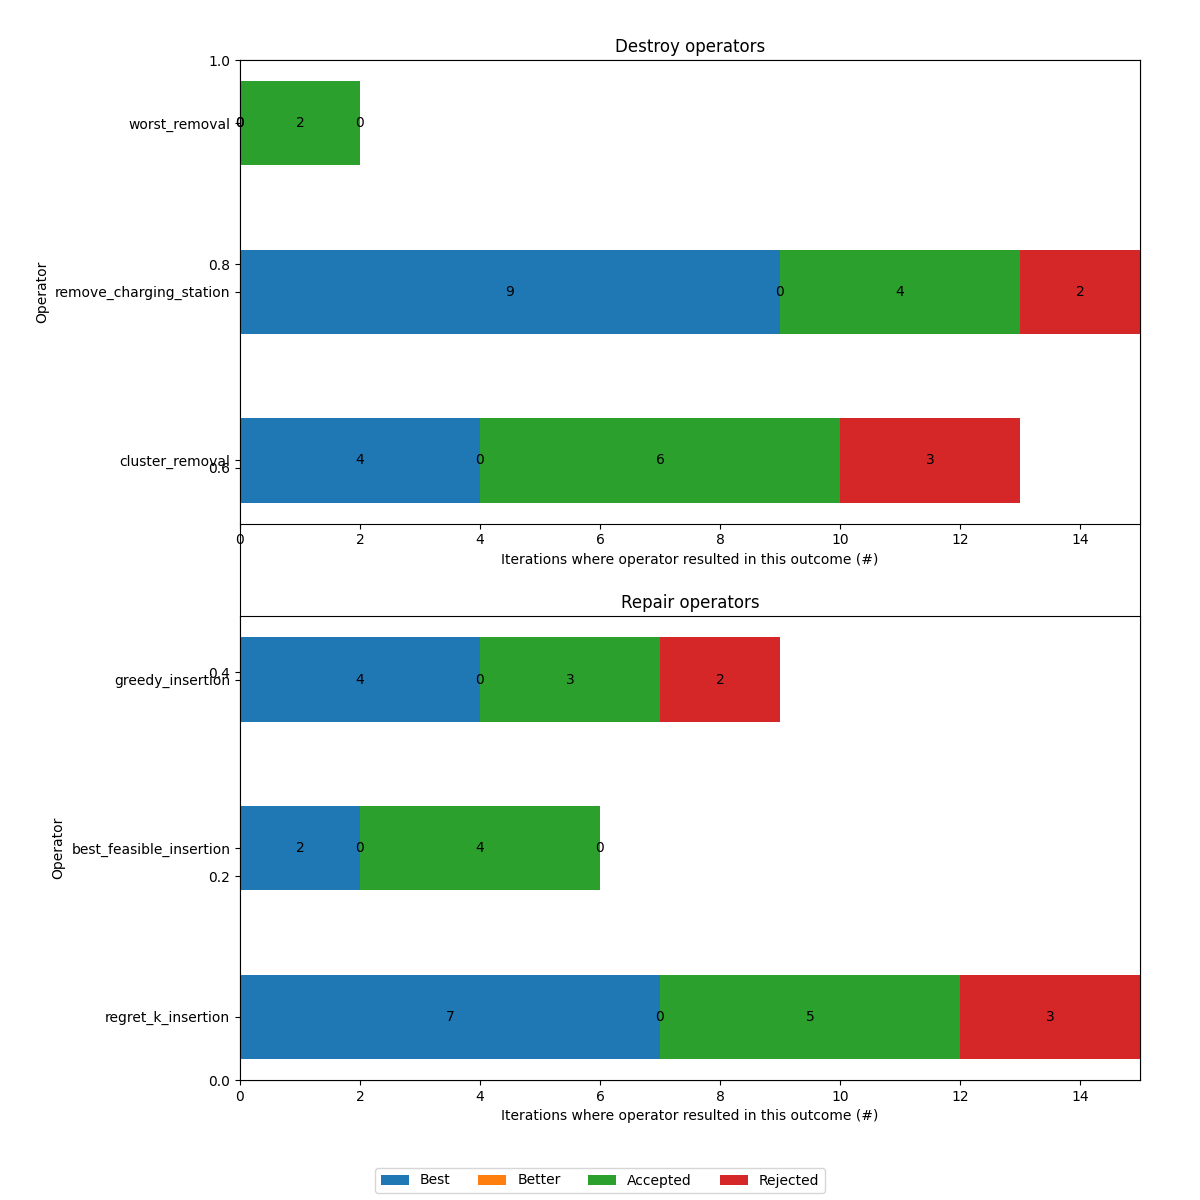 Destroy operators
1.0
worst_removal 0 0 2 0
0.8
remove_charging_station 9 0 4 2
Operator
cluster_removal 4 0 6 3
0.6
0 2 4 6 8 10 12 14
Iterations where operator resulted in this outcome (#)
Repair operators
0.4
greedy_insertion 4 0 3 2
best_feasible_insertion 2 0 4 0
Operator
0.2
regret_k_insertion 7 0 5 3
0.0
0 2 4 6 8 10 12 14
Iterations where operator resulted in this outcome (#)
Best Better Accepted Rejected